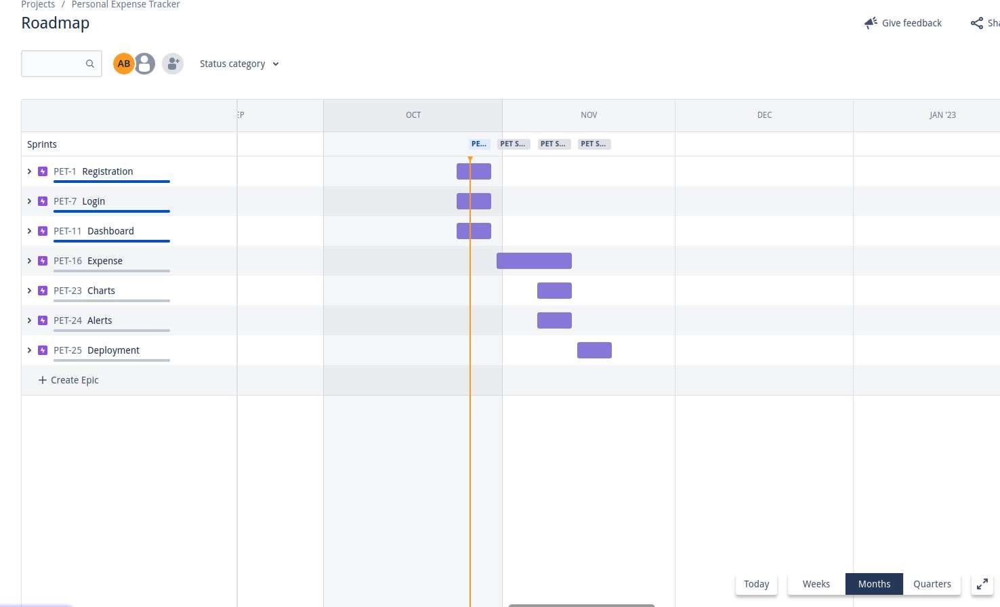 Projects / Personal Expense Tracker
Roadmap
Give feedback
Sha
AB
Status category
EP
OCT
NOV
DEC
JAN '23
Sprints
PE...
PET S...
PET S...
PET S...
PET-1 Registration
PET-7 Login
PET-11 Dashboard
PET-16 Expense
PET-23 Charts
PET-24 Alerts
PET-25 Deployment
+ Create Epic
Today
Weeks
Months
Quarters